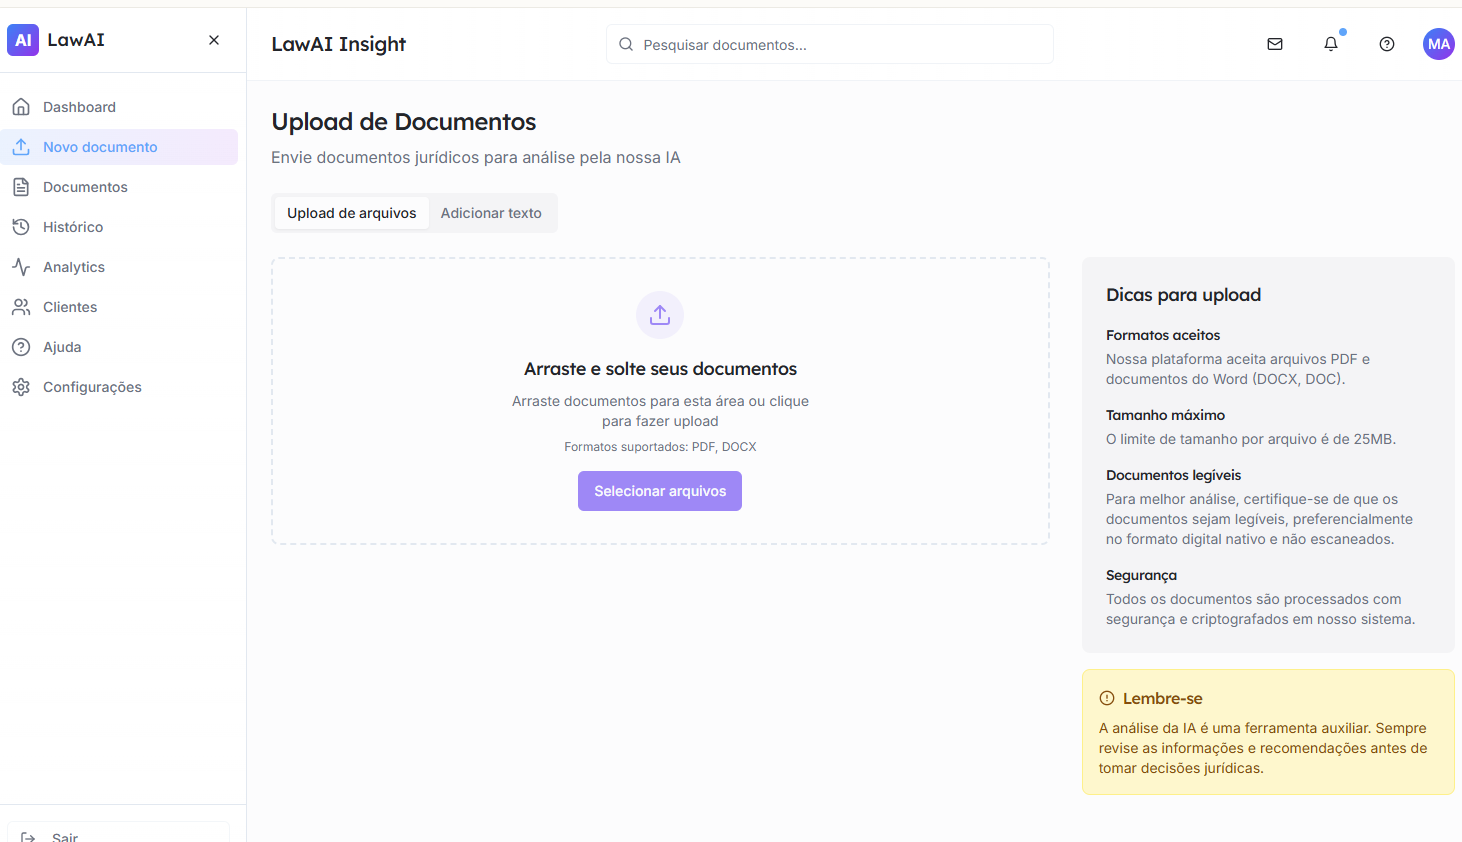 AI LawAI
Dashboard
Novo documento
Documentos
Histórico
Analytics
Clientes
Ajuda
Configurações
Sair
LawAI Insight
Pesquisar documentos...
MA
Upload de Documentos
Envie documentos jurídicos para análise pela nossa IA
Upload de arquivos
Adicionar texto
Arraste e solte seus documentos
Arraste documentos para esta área ou clique
para fazer upload
Formatos suportados: PDF, DOCX
Selecionar arquivos
Dicas para upload
Formatos aceitos
Nossa plataforma aceita arquivos PDF e
documentos do Word (DOCX, DOC).
Tamanho máximo
O limite de tamanho por arquivo é de 25MB.
Documentos legíveis
Para melhor análise, certifique-se de que os
documentos sejam legíveis, preferencialmente
no formato digital nativo e não escaneados.
Segurança
Todos os documentos são processados com
segurança e criptografados em nosso sistema.
Lembre-se
A análise da IA é uma ferramenta auxiliar. Sempre
revise as informações e recomendações antes de
tomar decisões jurídicas.